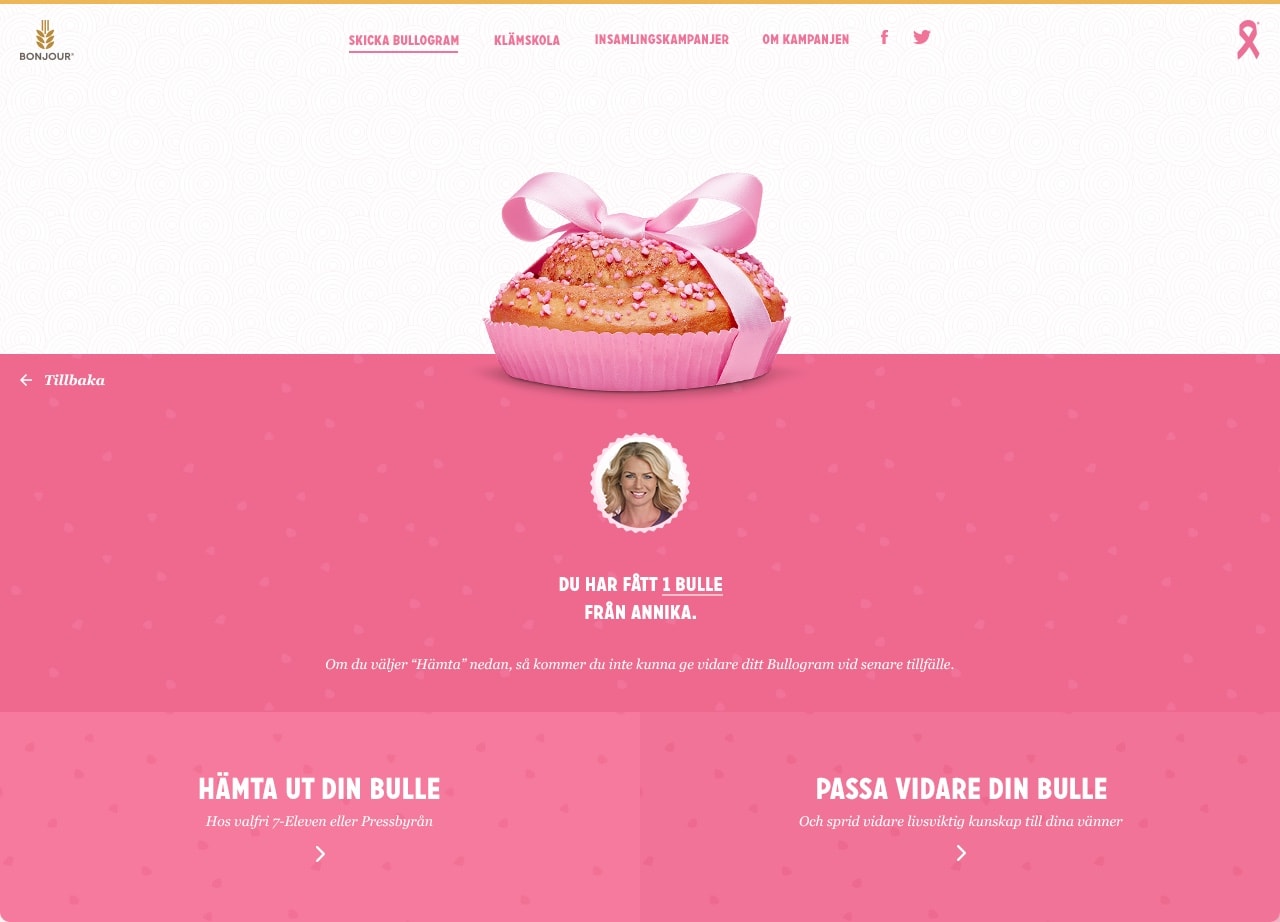 BONJOUR
SKICKA BULLOGRAM
KLÄMSKOLA
INSAMLINGSKAMPANJER
OM KAMPANJEN
Tillbaka
DU HAR FÅTT 1 BULLE
FRÅN ANNIKA.
Om du väljer “Hämta” nedan, så kommer du inte kunna ge vidare ditt Bullogram vid senare tillfälle.
HÄMTA UT DIN BULLE
Hos valfri 7-Eleven eller Pressbyrån
PASSA VIDARE DIN BULLE
Och sprid vidare livsviktig kunskap till dina vänner